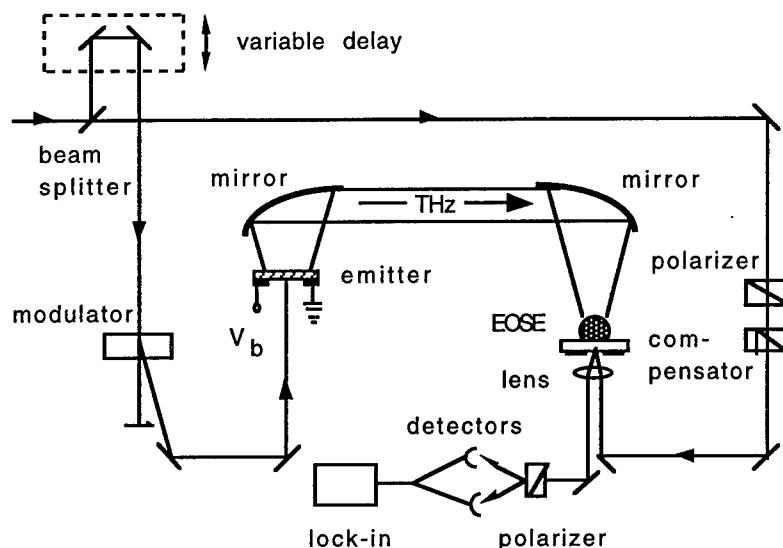 variable delay
beam
splitter
mirror
THz
mirror
emitter
polarizer
modulator
V b
EOSE
com-
pensator
lens
detectors
lock-in
polarizer